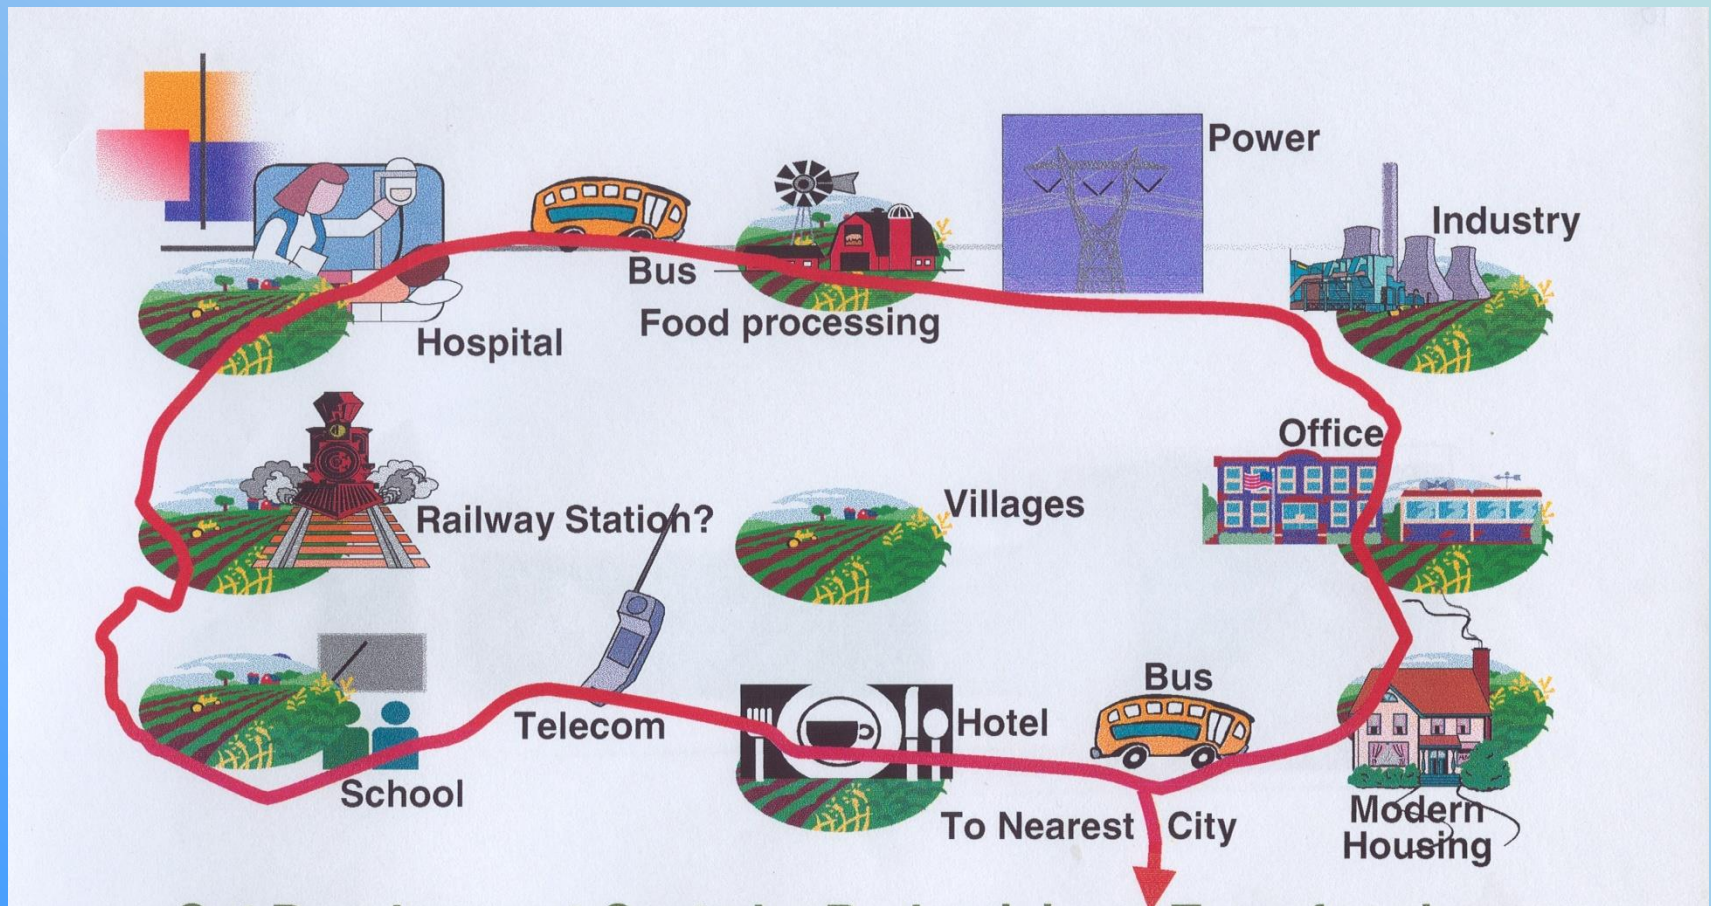 Power
Industry
Bus
Food processing
Hospital
Office
Railway Station?
Villages
Bus
Telecom
Hotel
School
To Nearest City
Modern
Housing